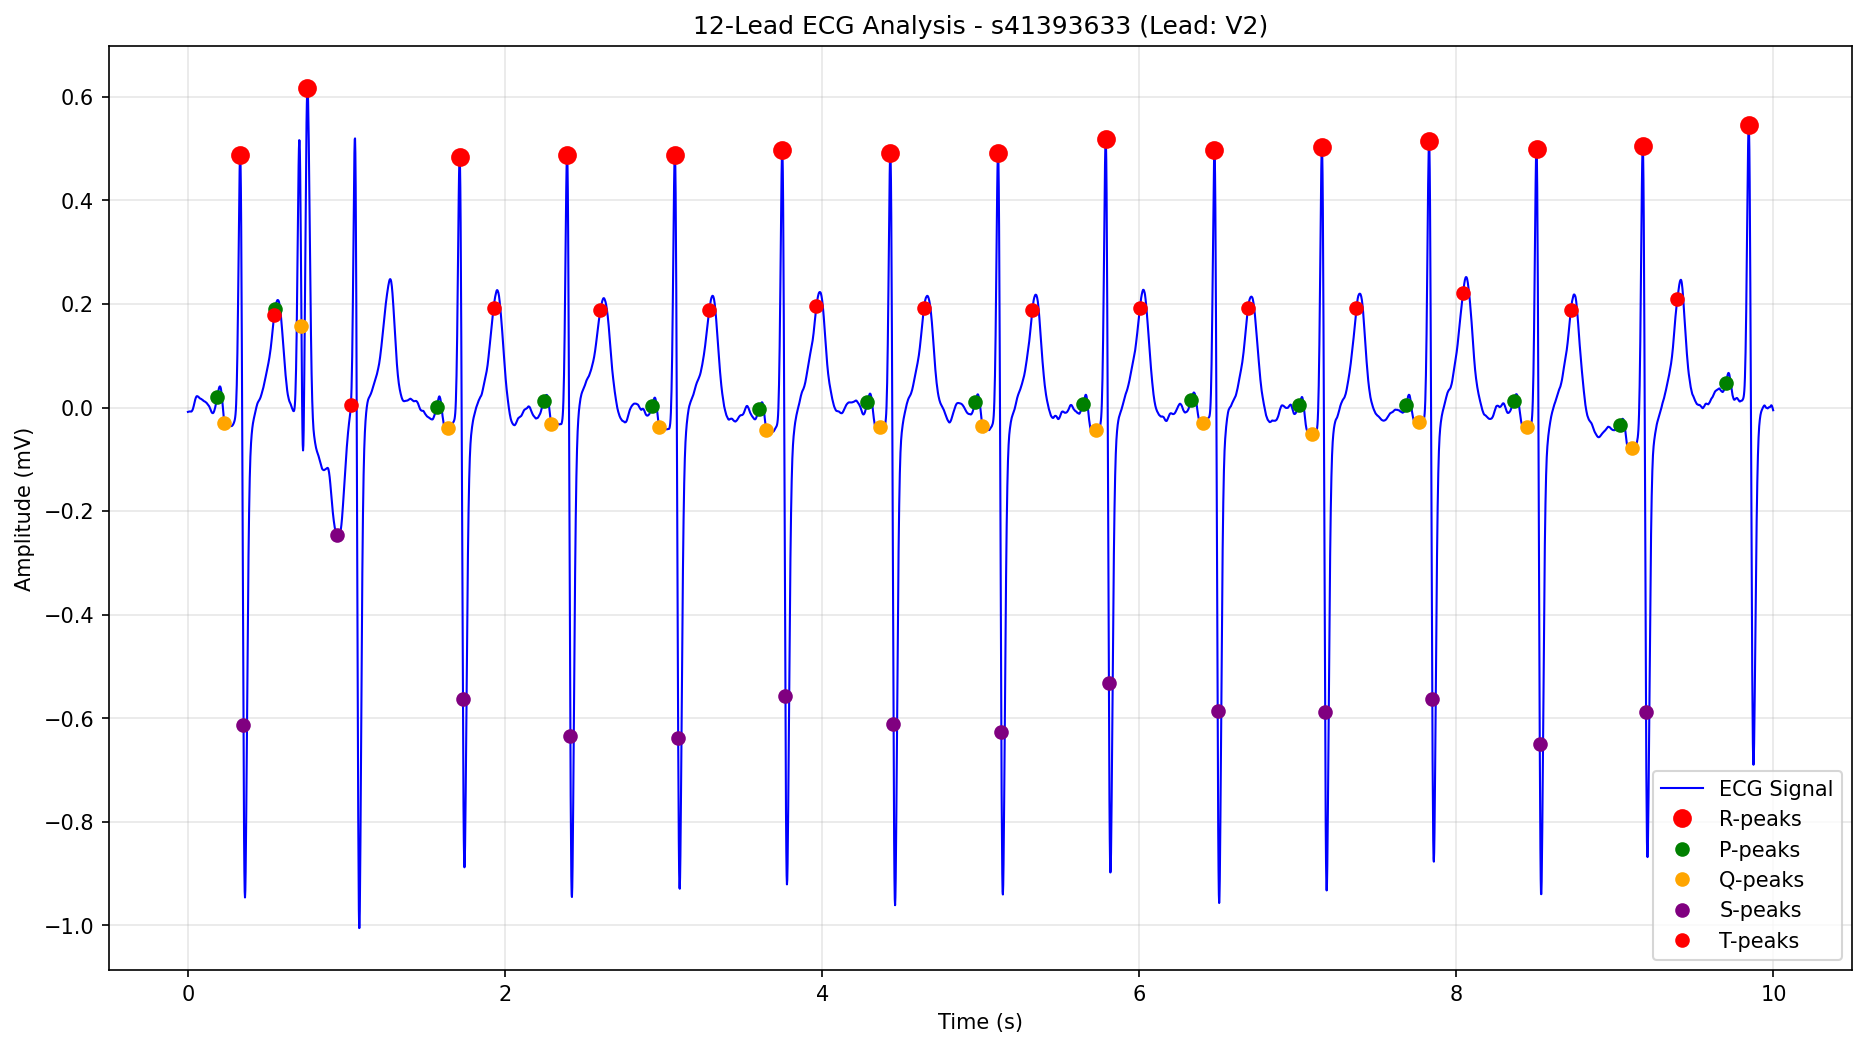 12-Lead ECG Analysis - s41393633 (Lead: V2)
0.6
0.4
0.2
0.0
−0.2
−0.4
−0.6
−0.8
−1.0
Amplitude (mV)
ECG Signal
R-peaks
P-peaks
Q-peaks
S-peaks
T-peaks
0 2 4 6 8 10
Time (s)